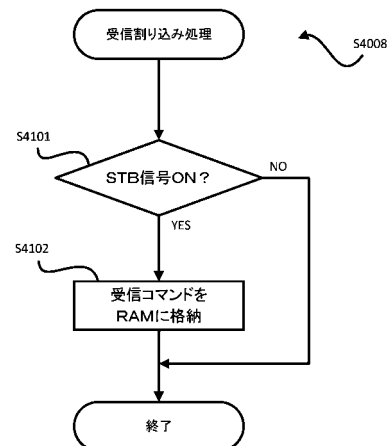 受信割り込み処理
S4008
S4101
STB信号ON?
NO
YES
S4102
受信コマンドを
RAMに格納
終了